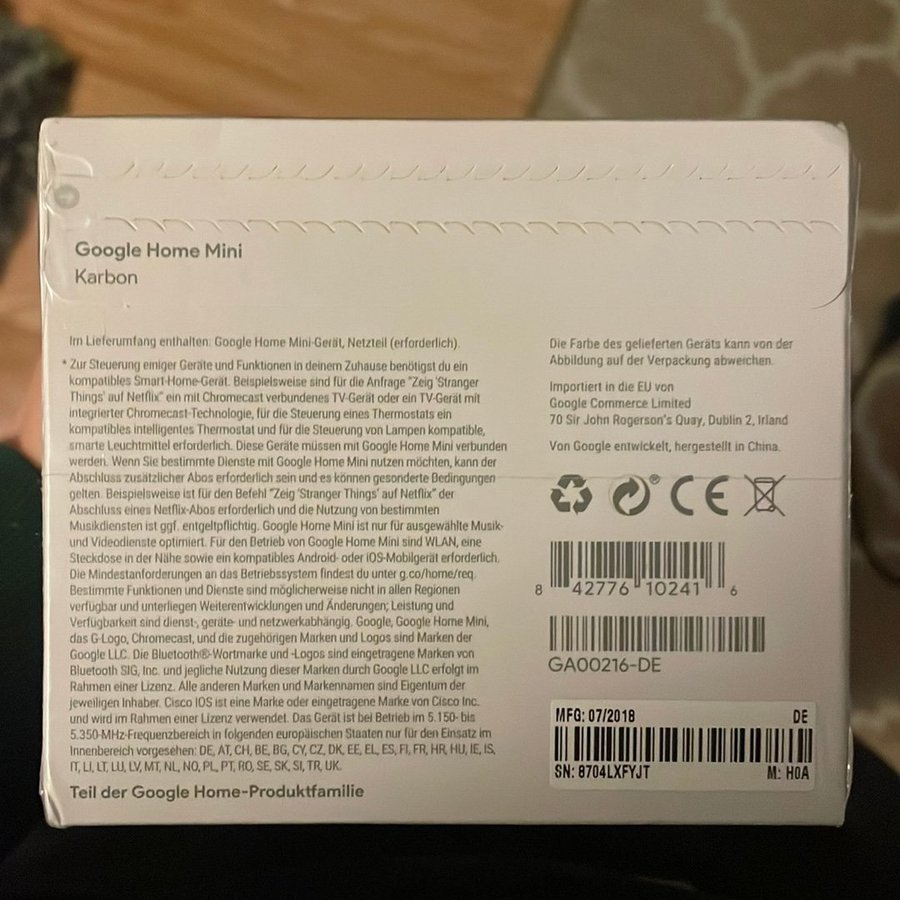 Google Home Mini
Karbon
Im Lieferumfang enthalten: Google Home Mini-Gerät, Netzteil (erforderlich).
* Zur Steuerung einiger Geräte und Funktionen in deinem Zuhause benötigst du ein
kompatibles Smart-Home-Gerät. Beispielsweise sind für die Anfrage "Zeig 'Stranger
Things' auf Netflix" ein mit Chromecast verbundenes TV-Gerät oder ein TV-Gerät mit
integrierter Chromecast-Technologie, für die Steuerung eines Thermostats ein
kompatibles intelligentes Thermostat und für die Steuerung von Lampen kompatible,
smarte Leuchtmittel erforderlich. Diese Geräte müssen mit Google Home Mini verbunden
werden. Wenn Sie bestimmte Dienste mit Google Home Mini nutzen möchten, kann der
Abschluss zusätzlicher Abos erforderlich sein und es können gesonderte Bedingungen
gelten. Beispielsweise ist für den Befehl "Zeig 'Stranger Things' auf Netflix" der
Abschluss eines Netflix-Abos erforderlich und die Nutzung von bestimmten
Musikdiensten ist ggf. entgeltpflichtig. Google Home Mini ist nur für ausgewählte Musik-
und Videodienste optimiert. Für den Betrieb von Google Home Mini sind WLAN, eine
Steckdose in der Nähe sowie ein kompatibles Android- oder iOS-Mobilgerät erforderlich.
Die Mindestanforderungen an das Betriebssystem findest du unter g.co/home/req.
Bestimmte Funktionen und Dienste sind möglicherweise nicht in allen Regionen
verfügbar und unterliegen Weiterentwicklungen und Änderungen; Leistung und
Verfügbarkeit sind dienst-, geräte- und netzwerkabhängig. Google, Google Home Mini,
das G-Logo, Chromecast, und die zugehörigen Marken und Logos sind Marken der
Google LLC. Die Bluetooth®-Wortmarke und -Logos sind eingetragene Marken von
Bluetooth SIG, Inc. und jegliche Nutzung dieser Marken durch Google LLC erfolgt im
Rahmen einer Lizenz. Alle anderen Marken und Markennamen sind Eigentum der
jeweiligen Inhaber. Cisco IOS ist eine Marke oder eingetragene Marke von Cisco Inc.
und wird im Rahmen einer Lizenz verwendet. Das Gerät ist bei Betrieb im 5.150- bis
5.350-MHz-Frequenzbereich in folgenden europäischen Staaten nur für den Einsatz im
Innenbereich vorgesehen: DE, AT, CH, BE, BG, CY, CZ, DK, EE, EL, ES, FI, FR, HR, HU, IE, IS,
IT, LI, LT, LU, LV, MT, NL, NO, PL, PT, RO, SE, SK, SI, TR, UK.
Teil der Google Home-Produktfamilie
Die Farbe des gelieferten Geräts kann von der
Abbildung auf der Verpackung abweichen.
Importiert in die EU von
Google Commerce Limited
70 Sir John Rogerson's Quay, Dublin 2, Irland
Von Google entwickelt, hergestellt in China.
CE
8 42776 10241 6
GA00216-DE
MFG: 07/2018 DE
SN: 8704LXFYJT M: H0A